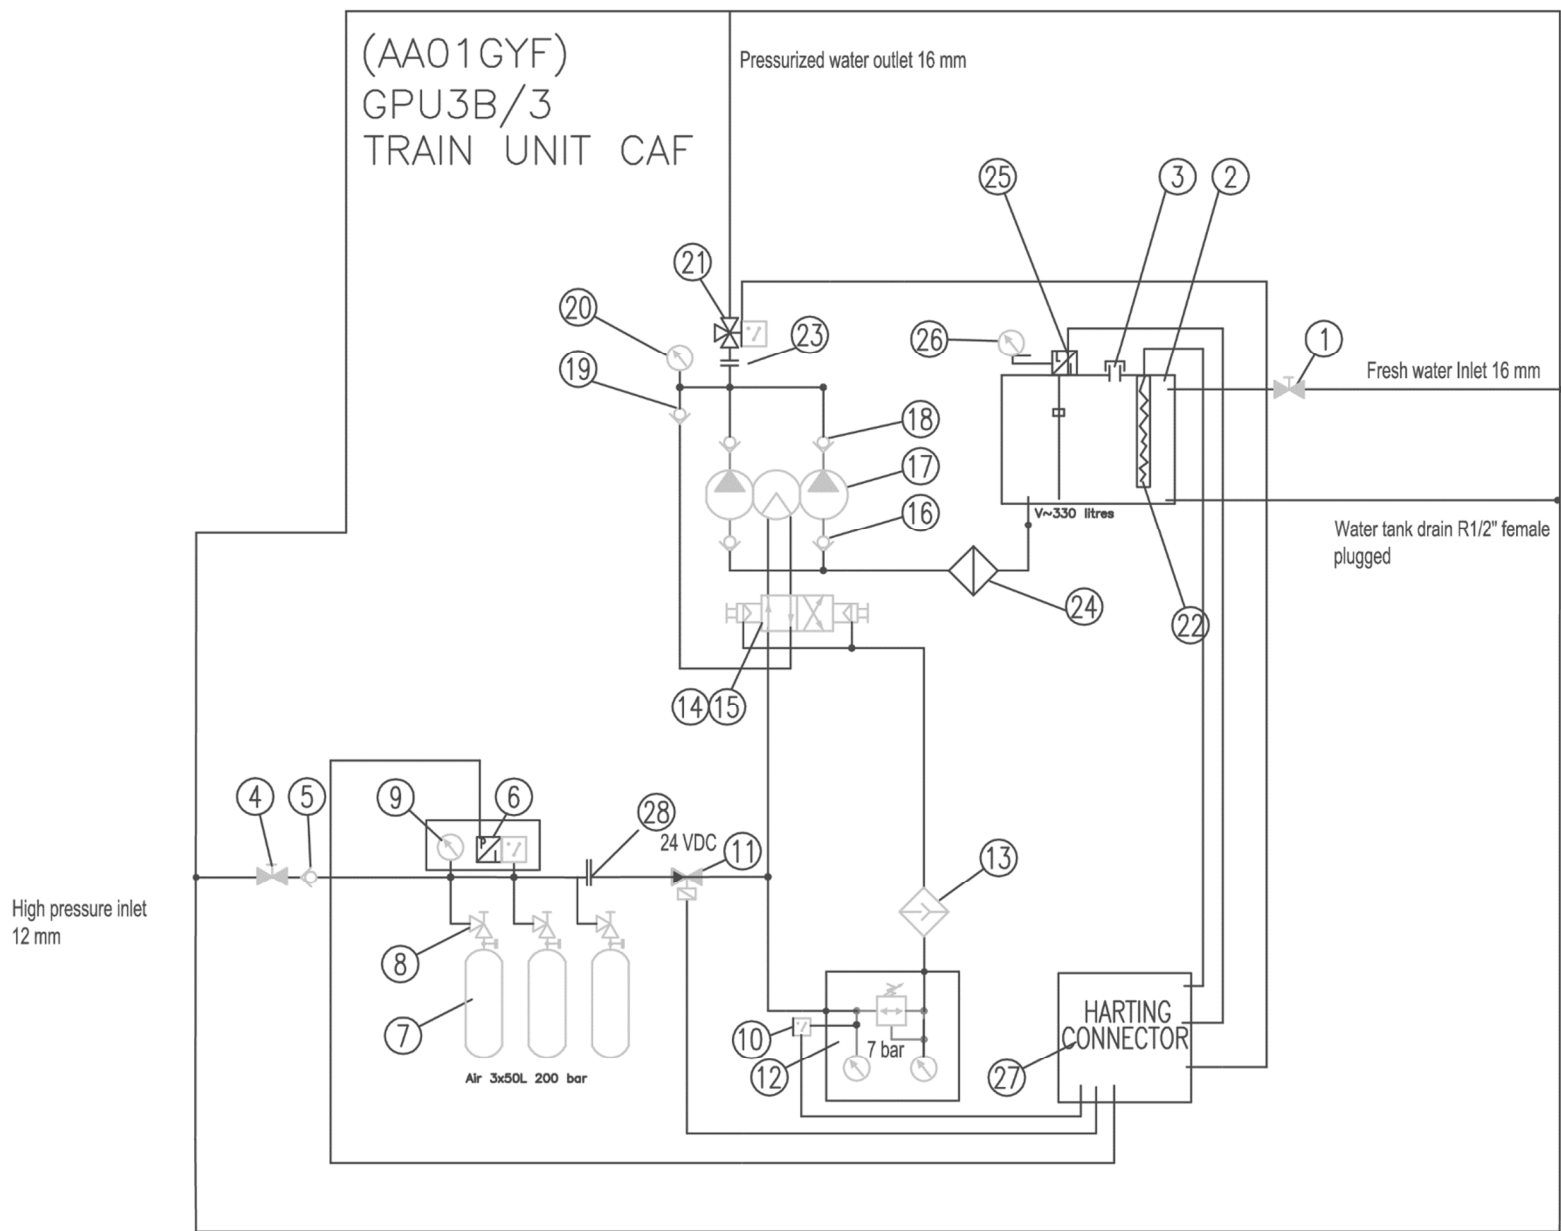 (AA01GYF)
GPU3B/3
TRAIN UNIT CAF
Pressurized water outlet 16 mm
25
3
2
21
20
23
26
1
19
Fresh water Inlet 16 mm
L
I
18
17
16
V~330 litres
Water tank drain R1/2" female
plugged
24
22
14
15
4
5
9
6
28
24 VDC
11
13
P
I
High pressure inlet
12 mm
8
7
10
12
7 bar
HARTING
CONNECTOR
27
Air 3x50L 200 bar